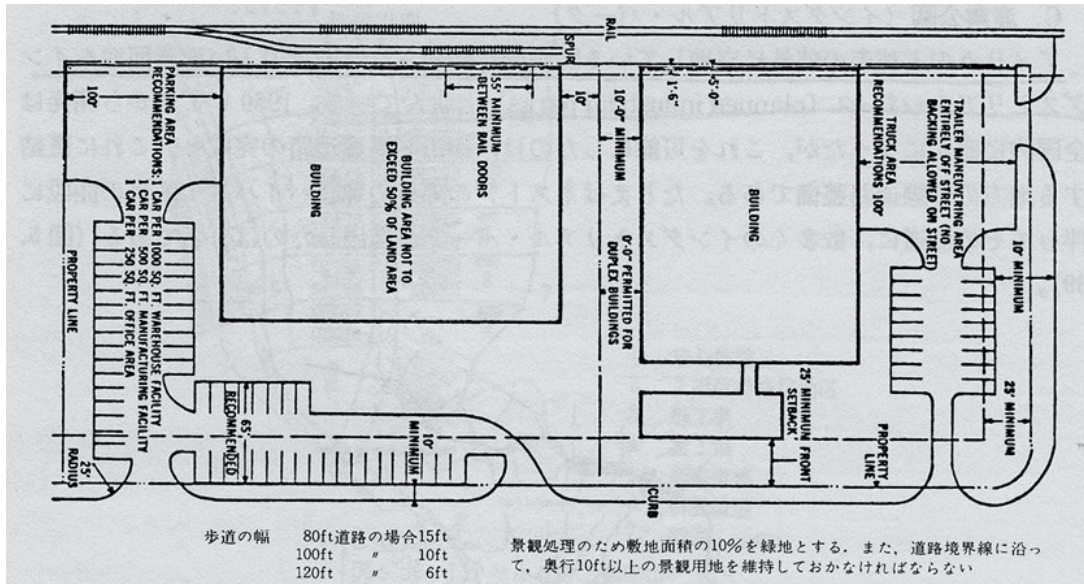 RAIL
SPUR
100'
PARKING AREA
RECOMMENDATIONS: 1 CAR PER 1000 SQ. FT. WAREHOUSE FACILITY
1 CAR PER 500 SQ. FT. MANUFACTURING FACILITY
1 CAR PER 250 SQ. FT. OFFICE AREA
PROPERTY LINE
25'
RADIUS
BUILDING
55' MINIMUM
BETWEEN RAIL DOORS
BUILDING AREA NOT TO
EXCEED 50% OF LAND AREA
65'
RECOMMENDED
10'
MINIMUM
10'
10'-0" MINIMUM
0'-0" PERMITTED FOR
DUPLEX BUILDINGS
5'-0"
BUILDING
25' MINIMUM FRONT
SETBACK
CURB
TRUCK AREA
RECOMMENDATIONS 100'
TRAILER MANEUVERING AREA
ENTIRELY OFF STREET (NO
BACKING ALLOWED ON STREET)
PROPERTY
LINE
10' MINIMUM
25' MINIMUM
歩道の幅 80ft道路の場合15ft
100ft 〃 10ft
120ft 〃 6ft
景観処理のため敷地面積の10%を緑地とする．また，道路境界線に沿っ
て，奥行10ft以上の景観用地を維持しておかなければならない